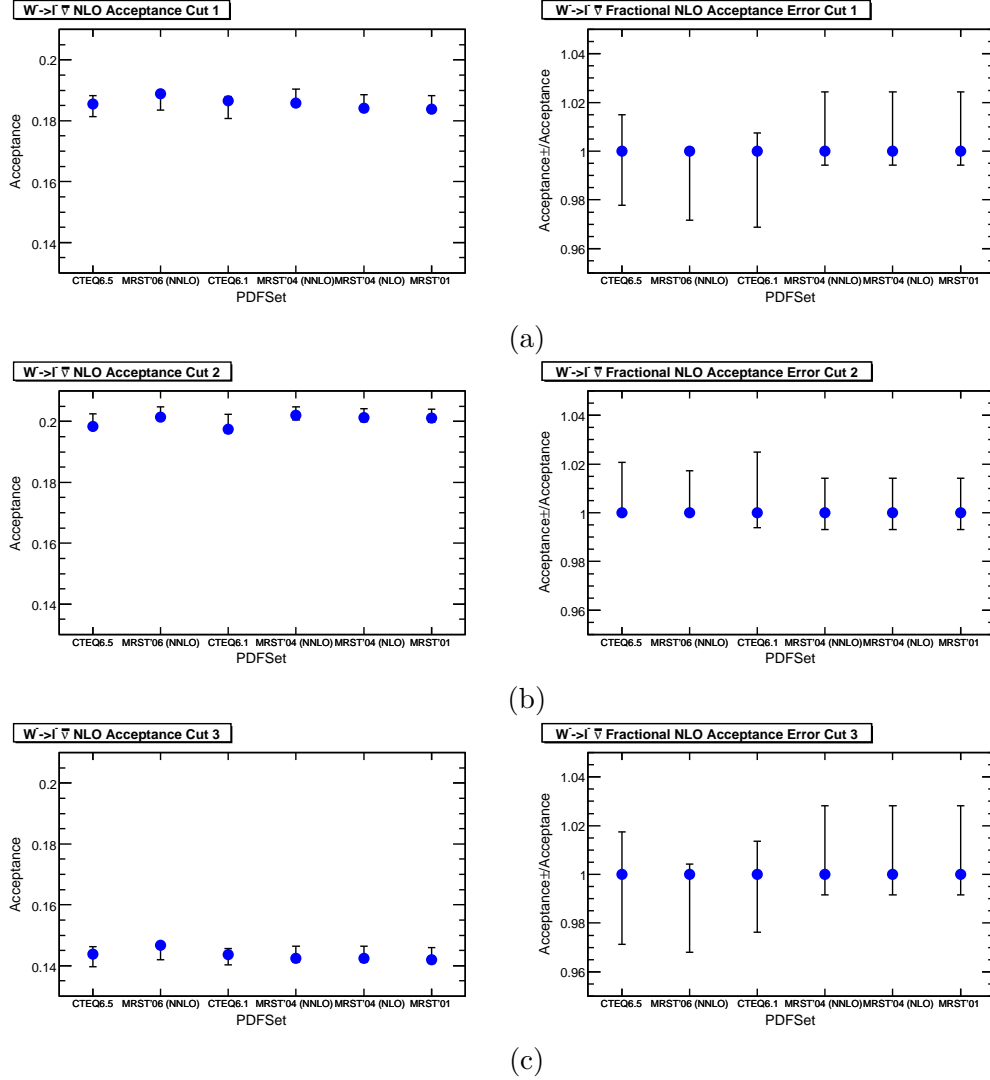 W⁻->l⁻ ν̅ NLO Acceptance Cut 1
Acceptance
0.2
0.18
0.16
0.14
CTEQ6.5 MRST'06 (NNLO) CTEQ6.1 MRST'04 (NNLO) MRST'04 (NLO) MRST'01
PDFSet
W⁻->l⁻ ν̅ Fractional NLO Acceptance Error Cut 1
Acceptance±/Acceptance
1.04
1.02
1
0.98
0.96
CTEQ6.5 MRST'06 (NNLO) CTEQ6.1 MRST'04 (NNLO) MRST'04 (NLO) MRST'01
PDFSet
(a)
W⁻->l⁻ ν̅ NLO Acceptance Cut 2
Acceptance
0.2
0.18
0.16
0.14
CTEQ6.5 MRST'06 (NNLO) CTEQ6.1 MRST'04 (NNLO) MRST'04 (NLO) MRST'01
PDFSet
W⁻->l⁻ ν̅ Fractional NLO Acceptance Error Cut 2
Acceptance±/Acceptance
1.04
1.02
1
0.98
0.96
CTEQ6.5 MRST'06 (NNLO) CTEQ6.1 MRST'04 (NNLO) MRST'04 (NLO) MRST'01
PDFSet
(b)
W⁻->l⁻ ν̅ NLO Acceptance Cut 3
Acceptance
0.2
0.18
0.16
0.14
CTEQ6.5 MRST'06 (NNLO) CTEQ6.1 MRST'04 (NNLO) MRST'04 (NLO) MRST'01
PDFSet
W⁻->l⁻ ν̅ Fractional NLO Acceptance Error Cut 3
Acceptance±/Acceptance
1.04
1.02
1
0.98
0.96
CTEQ6.5 MRST'06 (NNLO) CTEQ6.1 MRST'04 (NNLO) MRST'04 (NLO) MRST'01
PDFSet
(c)